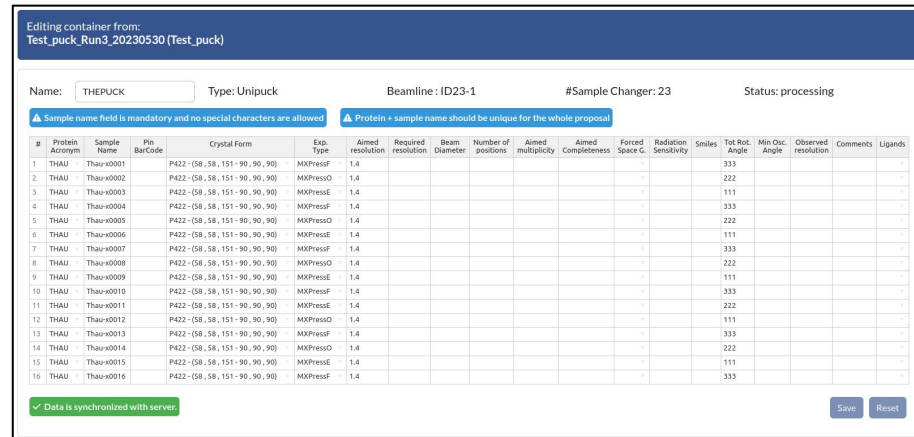 Editing container from:
Test_puck_Run3_20230530 (Test_puck)
Name: THEPUCK Type: Unipuck Beamline : ID23-1 #Sample Changer: 23 Status: processing
Sample name field is mandatory and no special characters are allowed Protein + sample name should be unique for the whole proposal
# Protein Acronym Sample Name Pin BarCode Crystal Form Exp. Type Aimed resolution Required resolution Beam Diameter Number of positions Aimed multiplicity Aimed Completeness Forced Space G. Radiation Sensitivity Smiles Tot Rot. Angle Min Osc. Angle Observed resolution Comments Ligands
1 THAU Thau-x0001 P422 - (58 , 58 , 151 - 90 , 90 , 90) MXPressF 1.4 333
2 THAU Thau-x0002 P422 - (58 , 58 , 151 - 90 , 90 , 90) MXPressO 1.4 222
3 THAU Thau-x0003 P422 - (58 , 58 , 151 - 90 , 90 , 90) MXPressE 1.4 111
4 THAU Thau-x0004 P422 - (58 , 58 , 151 - 90 , 90 , 90) MXPressF 1.4 333
5 THAU Thau-x0005 P422 - (58 , 58 , 151 - 90 , 90 , 90) MXPressO 1.4 222
6 THAU Thau-x0006 P422 - (58 , 58 , 151 - 90 , 90 , 90) MXPressE 1.4 111
7 THAU Thau-x0007 P422 - (58 , 58 , 151 - 90 , 90 , 90) MXPressF 1.4 333
8 THAU Thau-x0008 P422 - (58 , 58 , 151 - 90 , 90 , 90) MXPressO 1.4 222
9 THAU Thau-x0009 P422 - (58 , 58 , 151 - 90 , 90 , 90) MXPressE 1.4 111
10 THAU Thau-x0010 P422 - (58 , 58 , 151 - 90 , 90 , 90) MXPressF 1.4 333
11 THAU Thau-x0011 P422 - (58 , 58 , 151 - 90 , 90 , 90) MXPressE 1.4 222
12 THAU Thau-x0012 P422 - (58 , 58 , 151 - 90 , 90 , 90) MXPressO 1.4 111
13 THAU Thau-x0013 P422 - (58 , 58 , 151 - 90 , 90 , 90) MXPressF 1.4 333
14 THAU Thau-x0014 P422 - (58 , 58 , 151 - 90 , 90 , 90) MXPressO 1.4 222
15 THAU Thau-x0015 P422 - (58 , 58 , 151 - 90 , 90 , 90) MXPressE 1.4 111
16 THAU Thau-x0016 P422 - (58 , 58 , 151 - 90 , 90 , 90) MXPressF 1.4 333
Data is synchronized with server. Save Reset